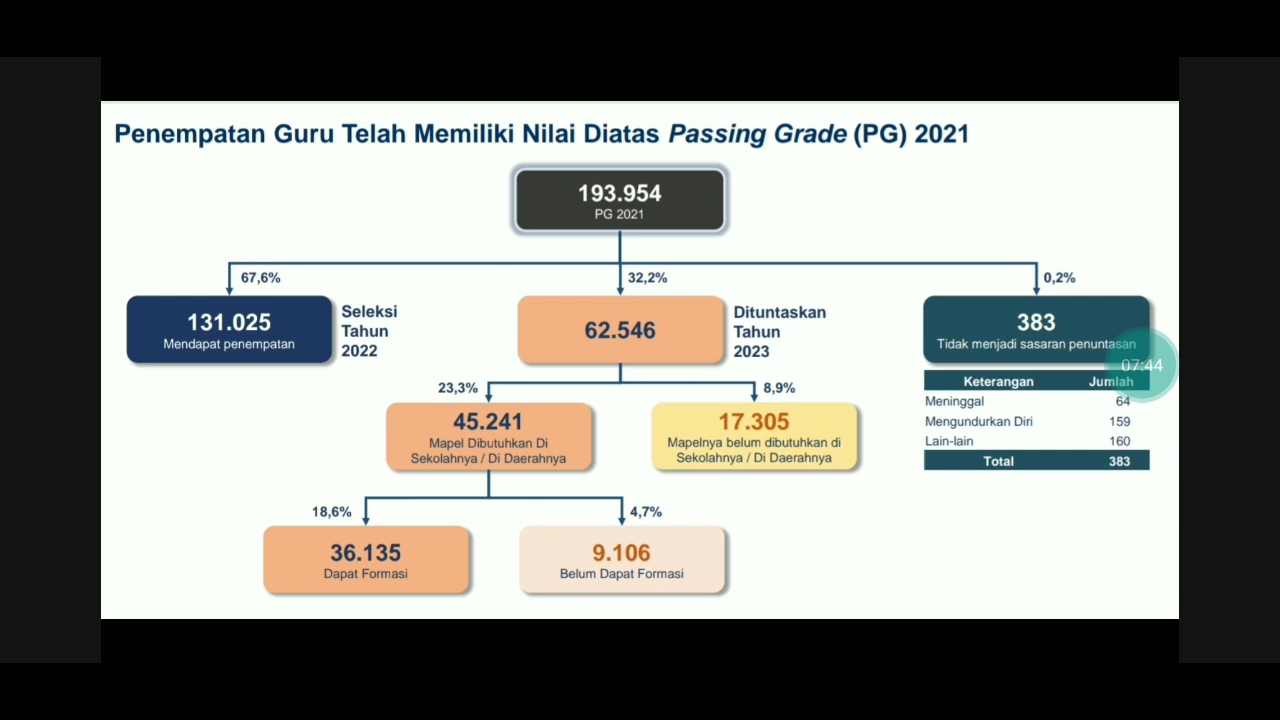 Penempatan Guru Telah Memiliki Nilai Diatas Passing Grade (PG) 2021
193.954
PG 2021
67,6%
32,2%
0,2%
131.025
Mendapat penempatan
Seleksi
Tahun
2022
62.546
Dituntaskan
Tahun
2023
383
Tidak menjadi sasaran penuntasan
07:44
Keterangan Jumlah
Meninggal 64
Mengundurkan Diri 159
Lain-lain 160
Total 383
23,3%
8,9%
45.241
Mapel Dibutuhkan Di
Sekolahnya / Di Daerahnya
17.305
Mapelnya belum dibutuhkan di
Sekolahnya / Di Daerahnya
18,6%
4,7%
36.135
Dapat Formasi
9.106
Belum Dapat Formasi